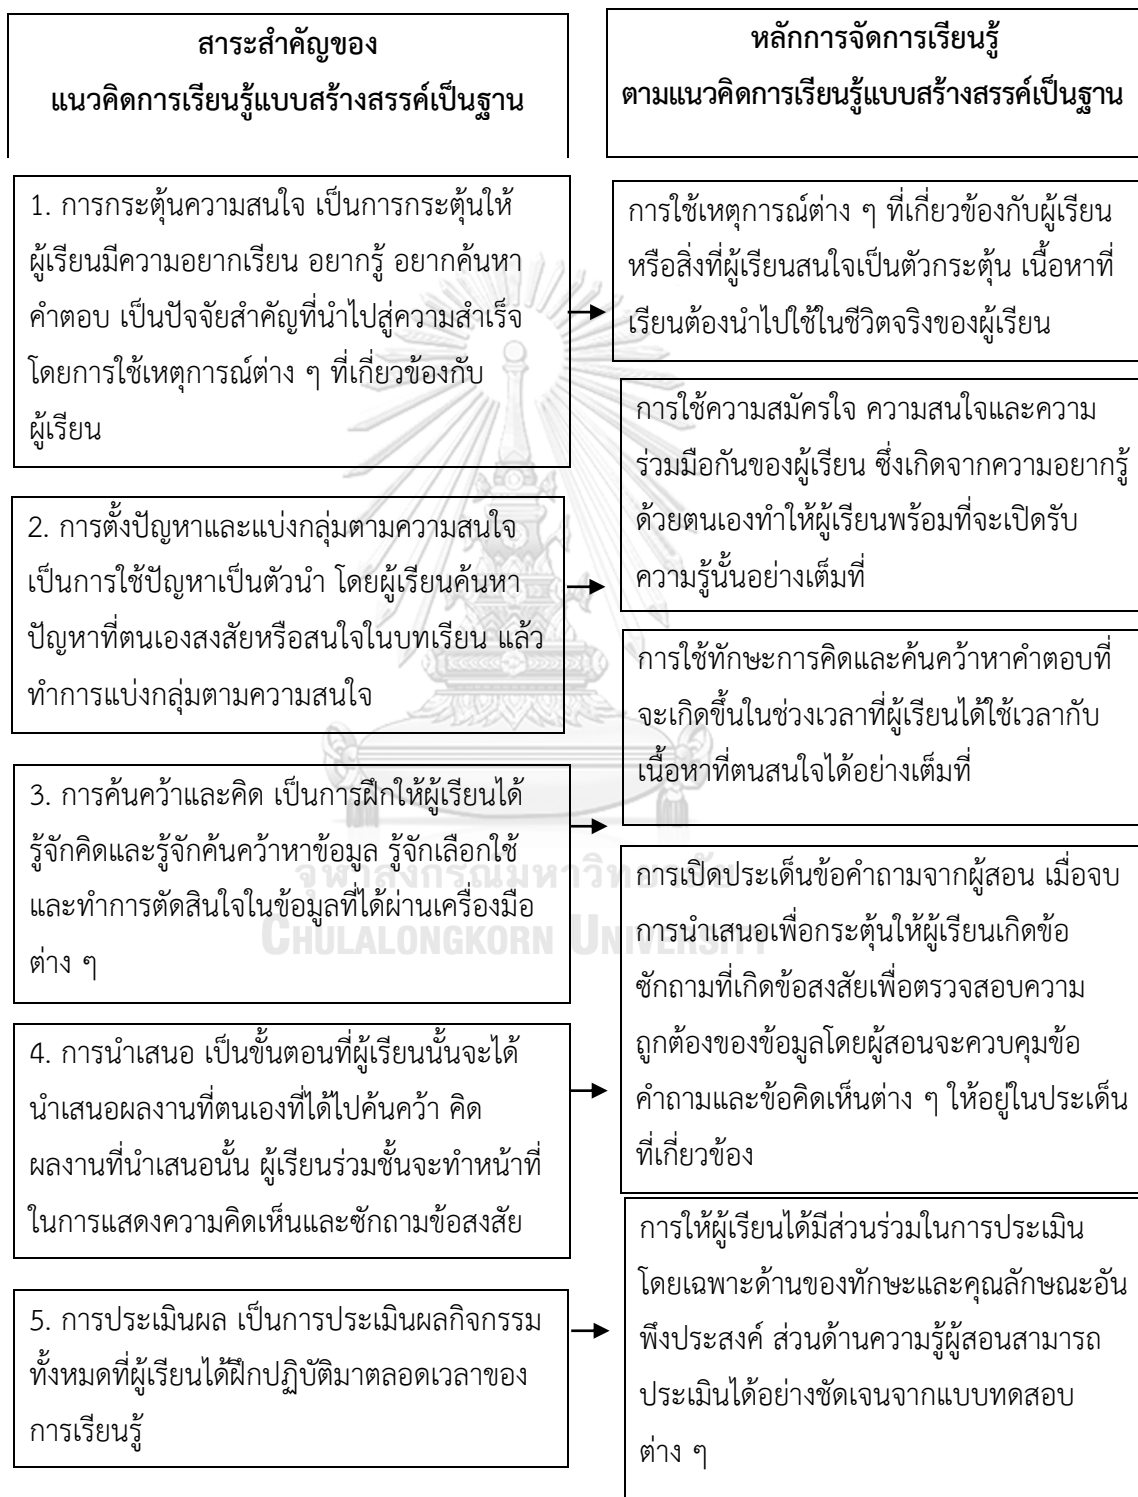 สาระสำคัญของ
แนวคิดการเรียนรู้แบบสร้างสรรค์เป็นฐาน
หลักการจัดการเรียนรู้
ตามแนวคิดการเรียนรู้แบบสร้างสรรค์เป็นฐาน
1. การกระตุ้นความสนใจ เป็นการกระตุ้นให้
ผู้เรียนมีความอยากเรียน อยากรู้ อยากค้นหา
คำตอบ เป็นปัจจัยสำคัญที่นำไปสู่ความสำเร็จ
โดยการใช้เหตุการณ์ต่าง ๆ ที่เกี่ยวข้องกับ
ผู้เรียน
การใช้เหตุการณ์ต่าง ๆ ที่เกี่ยวข้องกับผู้เรียน
หรือสิ่งที่ผู้เรียนสนใจเป็นตัวกระตุ้น เนื้อหาที่
เรียนต้องนำไปใช้ในชีวิตจริงของผู้เรียน
2. การตั้งปัญหาและแบ่งกลุ่มตามความสนใจ
เป็นการใช้ปัญหาเป็นตัวนำ โดยผู้เรียนค้นหา
ปัญหาที่ตนเองสงสัยหรือสนใจในบทเรียน แล้ว
ทำการแบ่งกลุ่มตามความสนใจ
การใช้ความสมัครใจ ความสนใจและความ
ร่วมมือกันของผู้เรียน ซึ่งเกิดจากความอยากรู้
ด้วยตนเองทำให้ผู้เรียนพร้อมที่จะเปิดรับ
ความรู้นั้นอย่างเต็มที่
3. การค้นคว้าและคิด เป็นการฝึกให้ผู้เรียนได้
รู้จักคิดและรู้จักค้นคว้าหาข้อมูล รู้จักเลือกใช้
และทำการตัดสินใจในข้อมูลที่ได้ผ่านเครื่องมือ
ต่าง ๆ
การใช้ทักษะการคิดและค้นคว้าหาคำตอบที่
จะเกิดขึ้นในช่วงเวลาที่ผู้เรียนได้ใช้เวลากับ
เนื้อหาที่ตนสนใจได้อย่างเต็มที่
จุฬาลงกรณ์มหาวิทยาลัย
CHULALONGKORN UNIVERSITY
4. การนำเสนอ เป็นขั้นตอนที่ผู้เรียนนั้นจะได้
นำเสนอผลงานที่ตนเองที่ได้ไปค้นคว้า คิด
ผลงานที่นำเสนอนั้น ผู้เรียนร่วมชั้นจะทำหน้าที่
ในการแสดงความคิดเห็นและซักถามข้อสงสัย
การเปิดประเด็นข้อคำถามจากผู้สอน เมื่อจบ
การนำเสนอเพื่อกระตุ้นให้ผู้เรียนเกิดข้อ
ซักถามที่เกิดข้อสงสัยเพื่อตรวจสอบความ
ถูกต้องของข้อมูลโดยผู้สอนจะควบคุมข้อ
คำถามและข้อคิดเห็นต่าง ๆ ให้อยู่ในประเด็น
ที่เกี่ยวข้อง
5. การประเมินผล เป็นการประเมินผลกิจกรรม
ทั้งหมดที่ผู้เรียนได้ฝึกปฏิบัติมาตลอดเวลาของ
การเรียนรู้
การให้ผู้เรียนได้มีส่วนร่วมในการประเมิน
โดยเฉพาะด้านของทักษะและคุณลักษณะอัน
พึงประสงค์ ส่วนด้านความรู้ผู้สอนสามารถ
ประเมินได้อย่างชัดเจนจากแบบทดสอบ
ต่าง ๆ